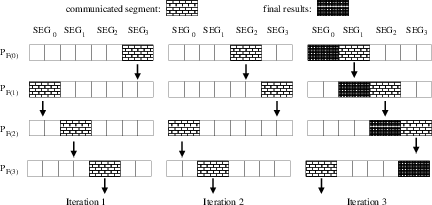 communicated segment: final results:
SEG0 SEG1 SEG2 SEG3 SEG0 SEG1 SEG2 SEG3 SEG0 SEG1 SEG2 SEG3
PF(0)
PF(1)
PF(2)
PF(3)
Iteration 1 Iteration 2 Iteration 3